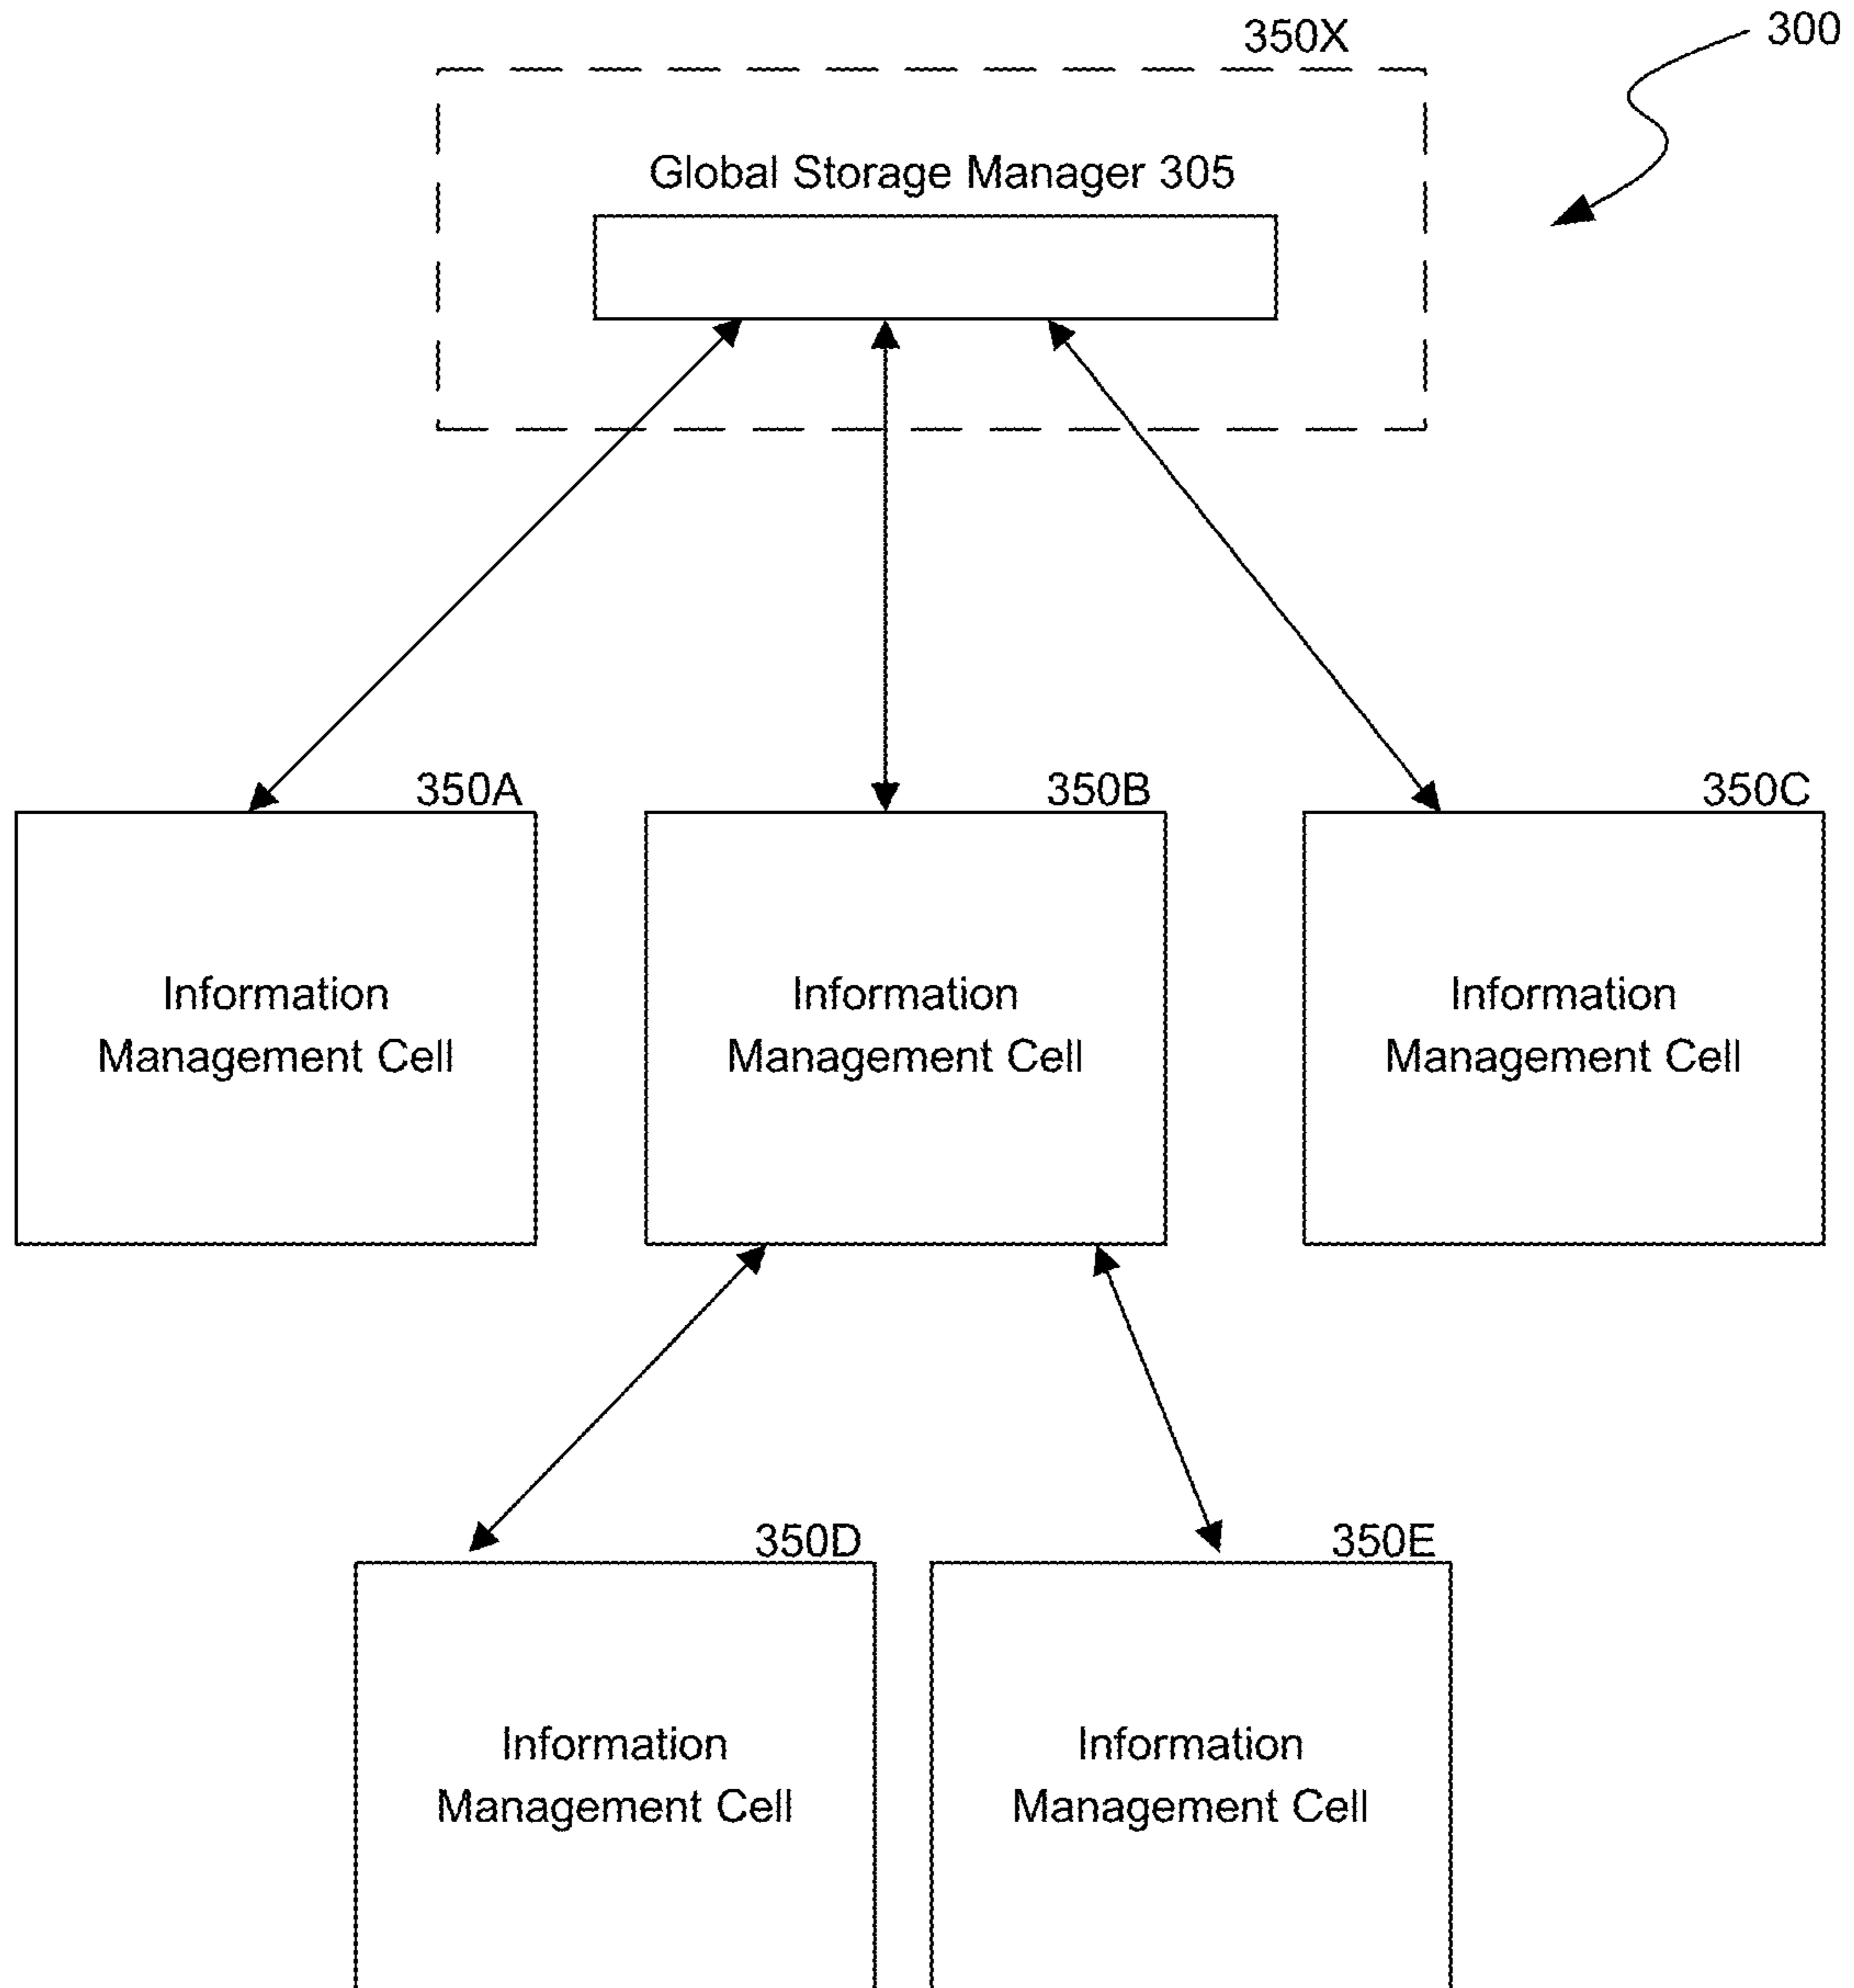 350X
300
Global Storage Manager 305
350A
350B
350C
Information
Management Cell
Information
Management Cell
Information
Management Cell
350D
350E
Information
Management Cell
Information
Management Cell